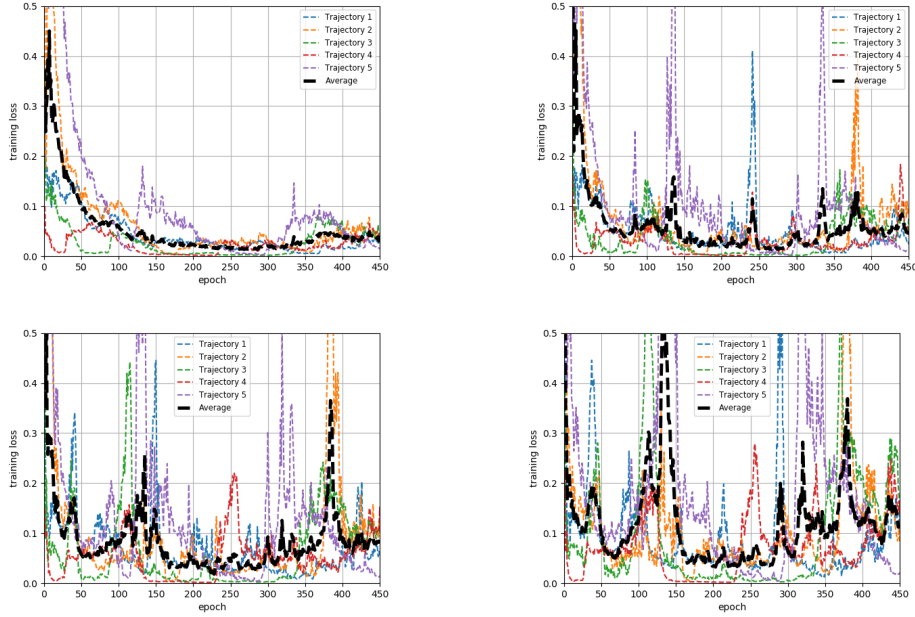 0.5
0.4
0.3
0.2
0.1
0.0
training loss
0 50 100 150 200 250 300 350 400 450
epoch
Trajectory 1
Trajectory 2
Trajectory 3
Trajectory 4
Trajectory 5
Average
0.5
0.4
0.3
0.2
0.1
0.0
training loss
0 50 100 150 200 250 300 350 400 450
epoch
Trajectory 1
Trajectory 2
Trajectory 3
Trajectory 4
Trajectory 5
Average
0.5
0.4
0.3
0.2
0.1
0.0
training loss
0 50 100 150 200 250 300 350 400 450
epoch
Trajectory 1
Trajectory 2
Trajectory 3
Trajectory 4
Trajectory 5
Average
0.5
0.4
0.3
0.2
0.1
0.0
training loss
0 50 100 150 200 250 300 350 400 450
epoch
Trajectory 1
Trajectory 2
Trajectory 3
Trajectory 4
Trajectory 5
Average